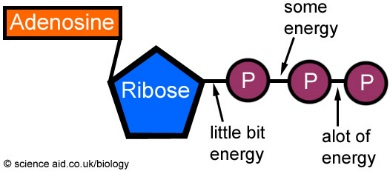 some
energy
Adenosine
Ribose
P
P
P
little bit
energy
alot of
energy
© science aid.co.uk/biology